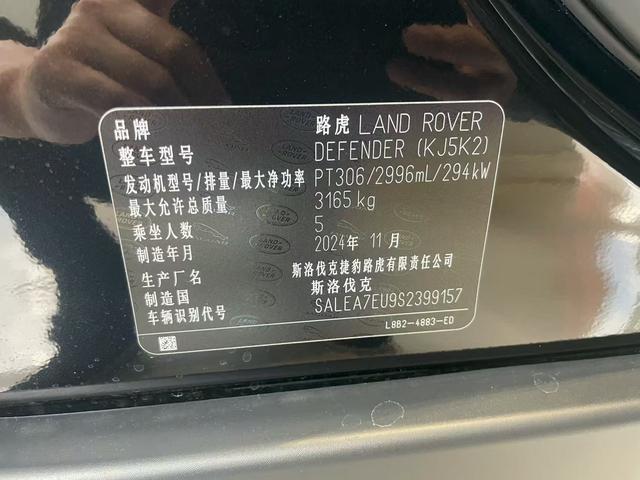 品牌 路虎 LAND ROVER
整车型号 DEFENDER (KJ5K2)
发动机型号/排量/最大净功率 PT306/2996mL/294kW
最大允许总质量 3165 kg
乘坐人数 5
制造年月 2024年 11月
生产厂名 斯洛伐克捷豹路虎有限责任公司
制造国 斯洛伐克
车辆识别代号 SALEA7EU9S2399157
L8B2-4883-ED